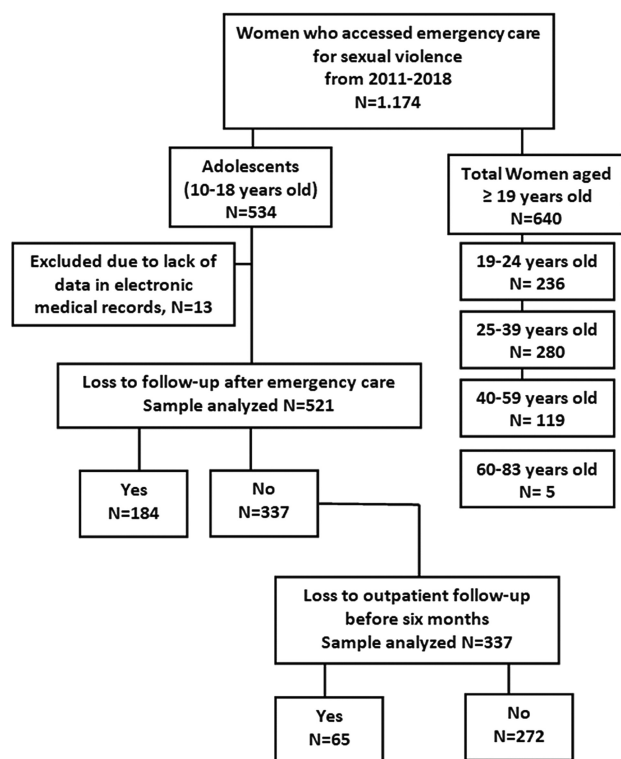 Women who accessed emergency care
for sexual violence
from 2011-2018
N=1.174
Adolescents
(10-18 years old)
N=534
Total Women aged
≥ 19 years old
N=640
Excluded due to lack of
data in electronic
medical records, N=13
19-24 years old
N= 236
25-39 years old
N= 280
40-59 years old
N= 119
60-83 years old
N= 5
Loss to follow-up after emergency care
Sample analyzed N=521
Yes
N=184
No
N=337
Loss to outpatient follow-up
before six months
Sample analyzed N=337
Yes
N=65
No
N=272